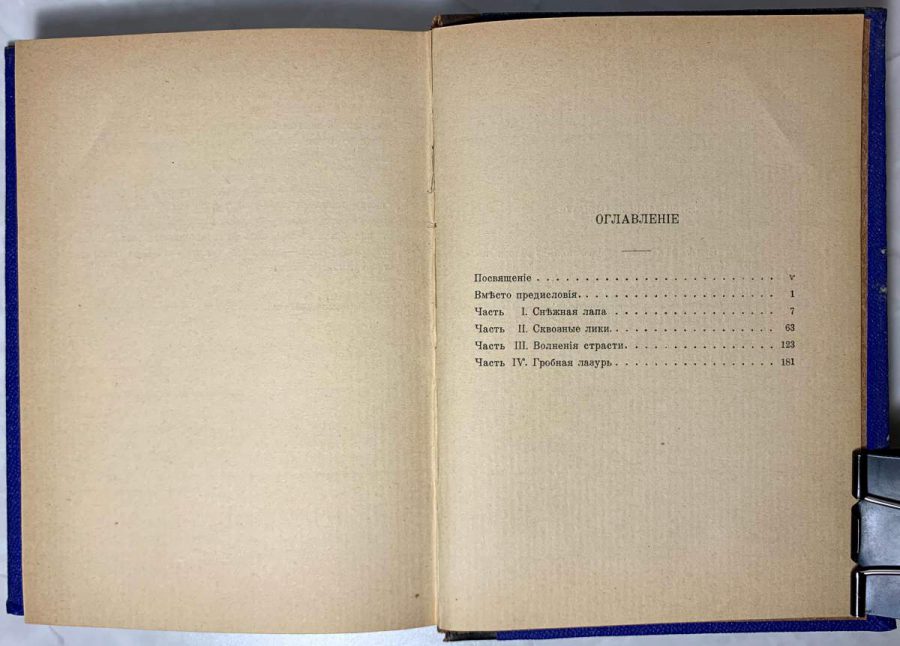 ОГЛАВЛЕНІЕ
Посвященіе . . . . . . . . . . . . . . . . . . . . . . . . . . v
Вмѣсто предисловія. . . . . . . . . . . . . . . . . . . . . 1
Часть I. Снѣжная лапа . . . . . . . . . . . . . . . . . 7
Часть II. Сквозные лики. . . . . . . . . . . . . . . . . 63
Часть III. Волненія страсти. . . . . . . . . . . . . . . . 123
Часть IV. Гробная лазурь . . . . . . . . . . . . . . . . . 181